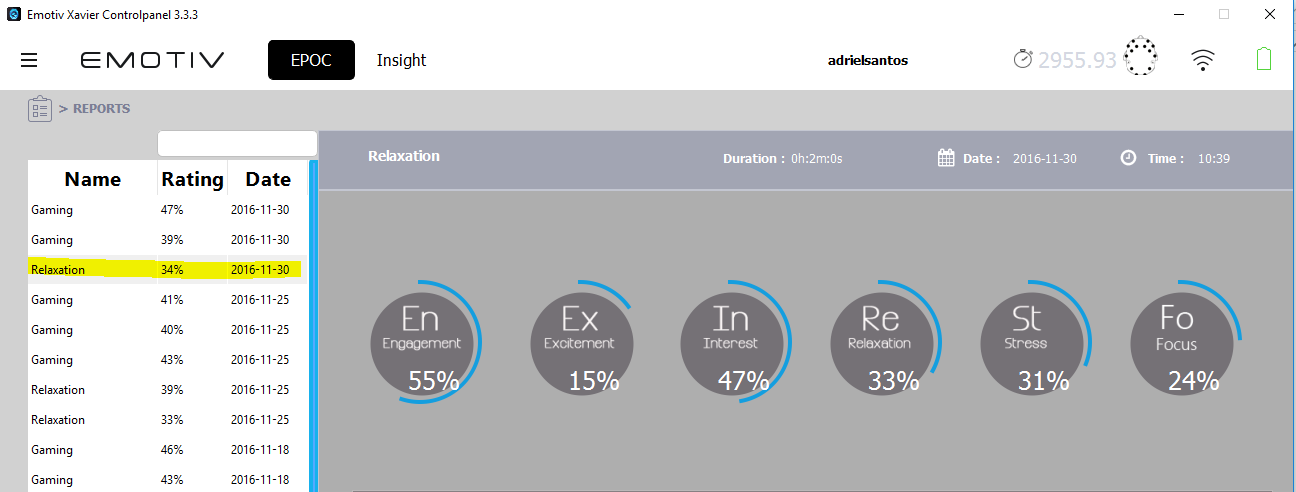 Emotiv Xavier Controlpanel 3.3.3
EMOTIV EPOC Insight adrielsantos 2955.93
> REPORTS
Relaxation Duration : 0h:2m:0s Date : 2016-11-30 Time : 10:39
Name Rating Date
Gaming 47% 2016-11-30
Gaming 39% 2016-11-30
Relaxation 34% 2016-11-30
Gaming 41% 2016-11-25
Gaming 40% 2016-11-25
Gaming 43% 2016-11-25
Relaxation 39% 2016-11-25
Relaxation 33% 2016-11-25
Gaming 46% 2016-11-18
Gaming 43% 2016-11-18
En
Engagement
55%
Ex
Excitement
15%
In
Interest
47%
Re
Relaxation
33%
St
Stress
31%
Fo
Focus
24%